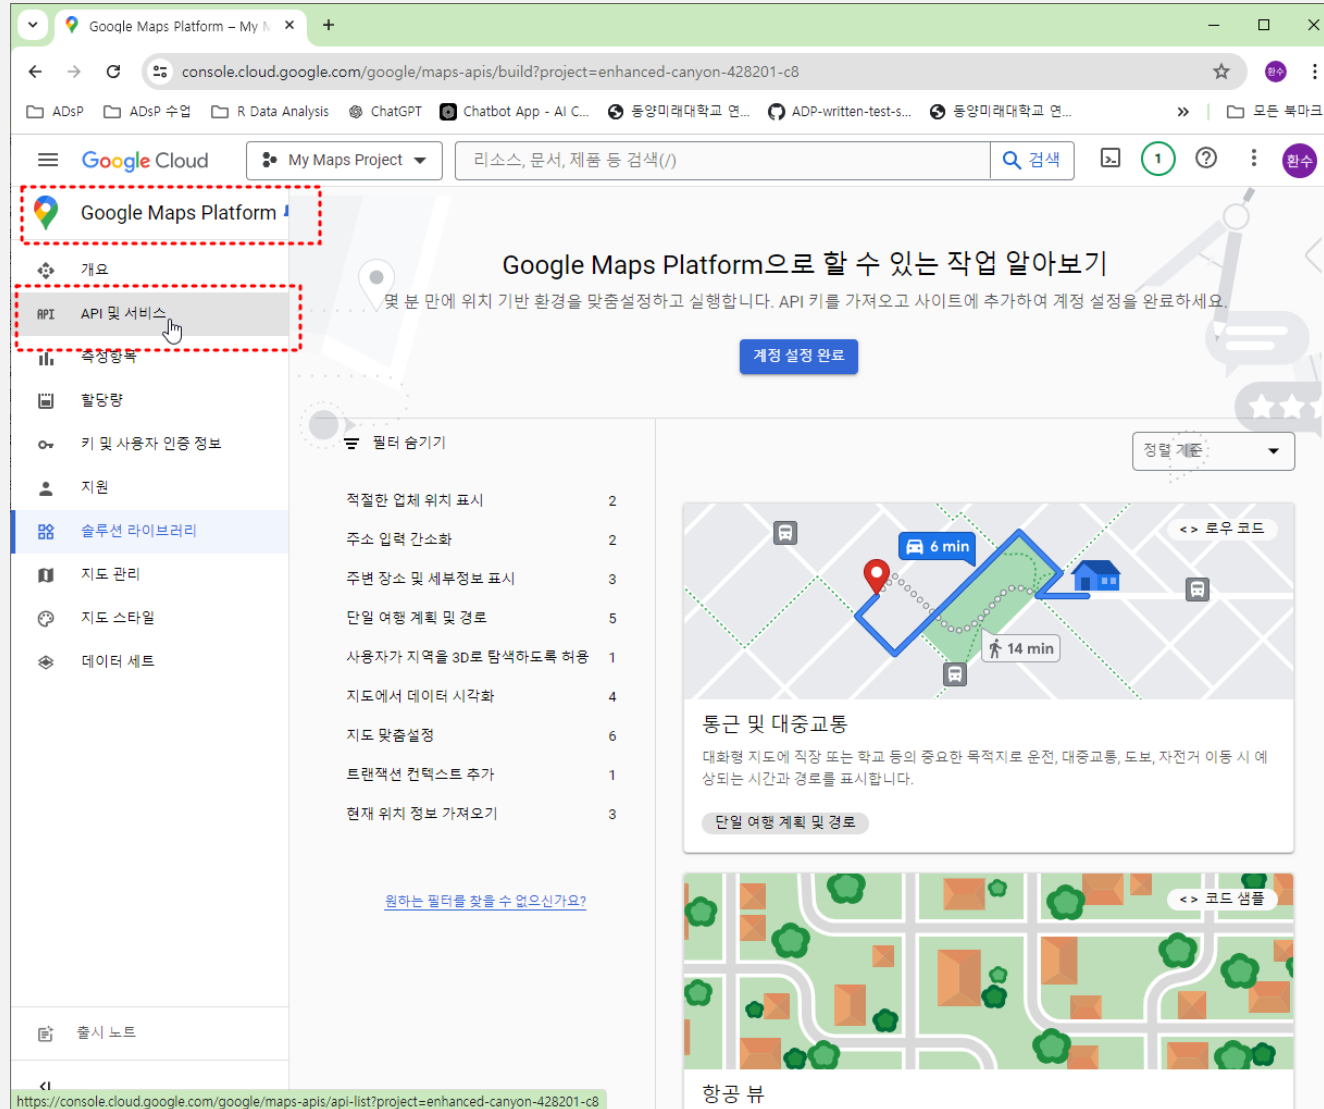 Google Maps Platform – My M
console.cloud.google.com/google/maps-apis/build?project=enhanced-canyon-428201-c8
환수
ADsP
ADsP 수업
R Data Analysis
ChatGPT
Chatbot App - AI C...
동양미래대학교 연...
ADP-written-test-s...
동양미래대학교 연...
모든 북마크
Google Cloud
My Maps Project
리소스, 문서, 제품 등 검색(/)
검색
1
환수
Google Maps Platform
개요
API
API 및 서비스
측정항목
할당량
키 및 사용자 인증 정보
지원
솔루션 라이브러리
지도 관리
지도 스타일
데이터 세트
출시 노트
Google Maps Platform으로 할 수 있는 작업 알아보기
몇 분 만에 위치 기반 환경을 맞춤설정하고 실행합니다. API 키를 가져오고 사이트에 추가하여 계정 설정을 완료하세요.
계정 설정 완료
필터 숨기기
적절한 업체 위치 표시 2
주소 입력 간소화 2
주변 장소 및 세부정보 표시 3
단일 여행 계획 및 경로 5
사용자가 지역을 3D로 탐색하도록 허용 1
지도에서 데이터 시각화 4
지도 맞춤설정 6
트랜잭션 컨텍스트 추가 1
현재 위치 정보 가져오기 3
원하는 필터를 찾을 수 없으신가요?
정렬 기준
<> 로우 코드
6 min
14 min
통근 및 대중교통
대화형 지도에 직장 또는 학교 등의 중요한 목적지로 운전, 대중교통, 도보, 자전거 이동 시 예
상되는 시간과 경로를 표시합니다.
단일 여행 계획 및 경로
<> 코드 샘플
항공 뷰
https://console.cloud.google.com/google/maps-apis/api-list?project=enhanced-canyon-428201-c8